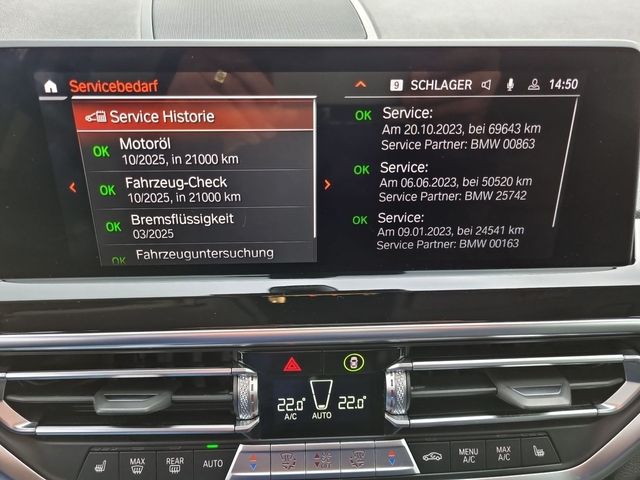 Servicebedarf
9 SCHLAGER 14:50
Service Historie
OK Motoröl
10/2025, in 21000 km
OK Fahrzeug-Check
10/2025, in 21000 km
OK Bremsflüssigkeit
03/2025
OK Fahrzeuguntersuchung
OK Service:
Am 20.10.2023, bei 69643 km
Service Partner: BMW 00863
OK Service:
Am 06.06.2023, bei 50520 km
Service Partner: BMW 25742
OK Service:
Am 09.01.2023, bei 24541 km
Service Partner: BMW 00163
22.0 22.0
A/C AUTO
MAX
REAR
AUTO
MENU
A/C
MAX
A/C